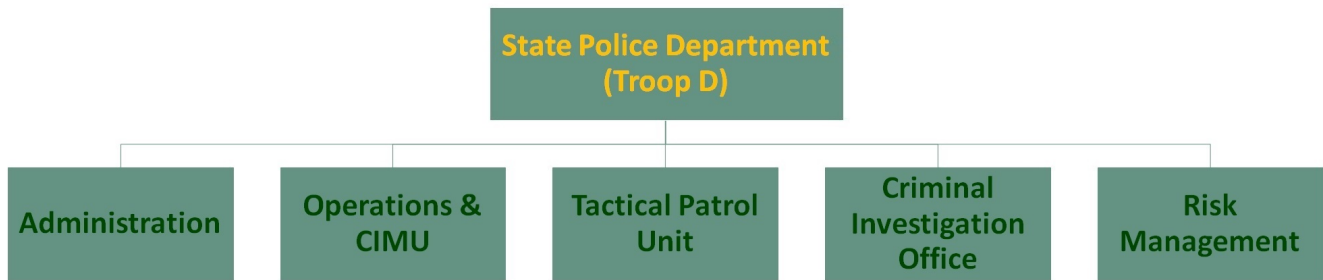 State Police Department
(Troop D)
Administration
Operations &
CIMU
Tactical Patrol
Unit
Criminal
Investigation
Office
Risk
Management